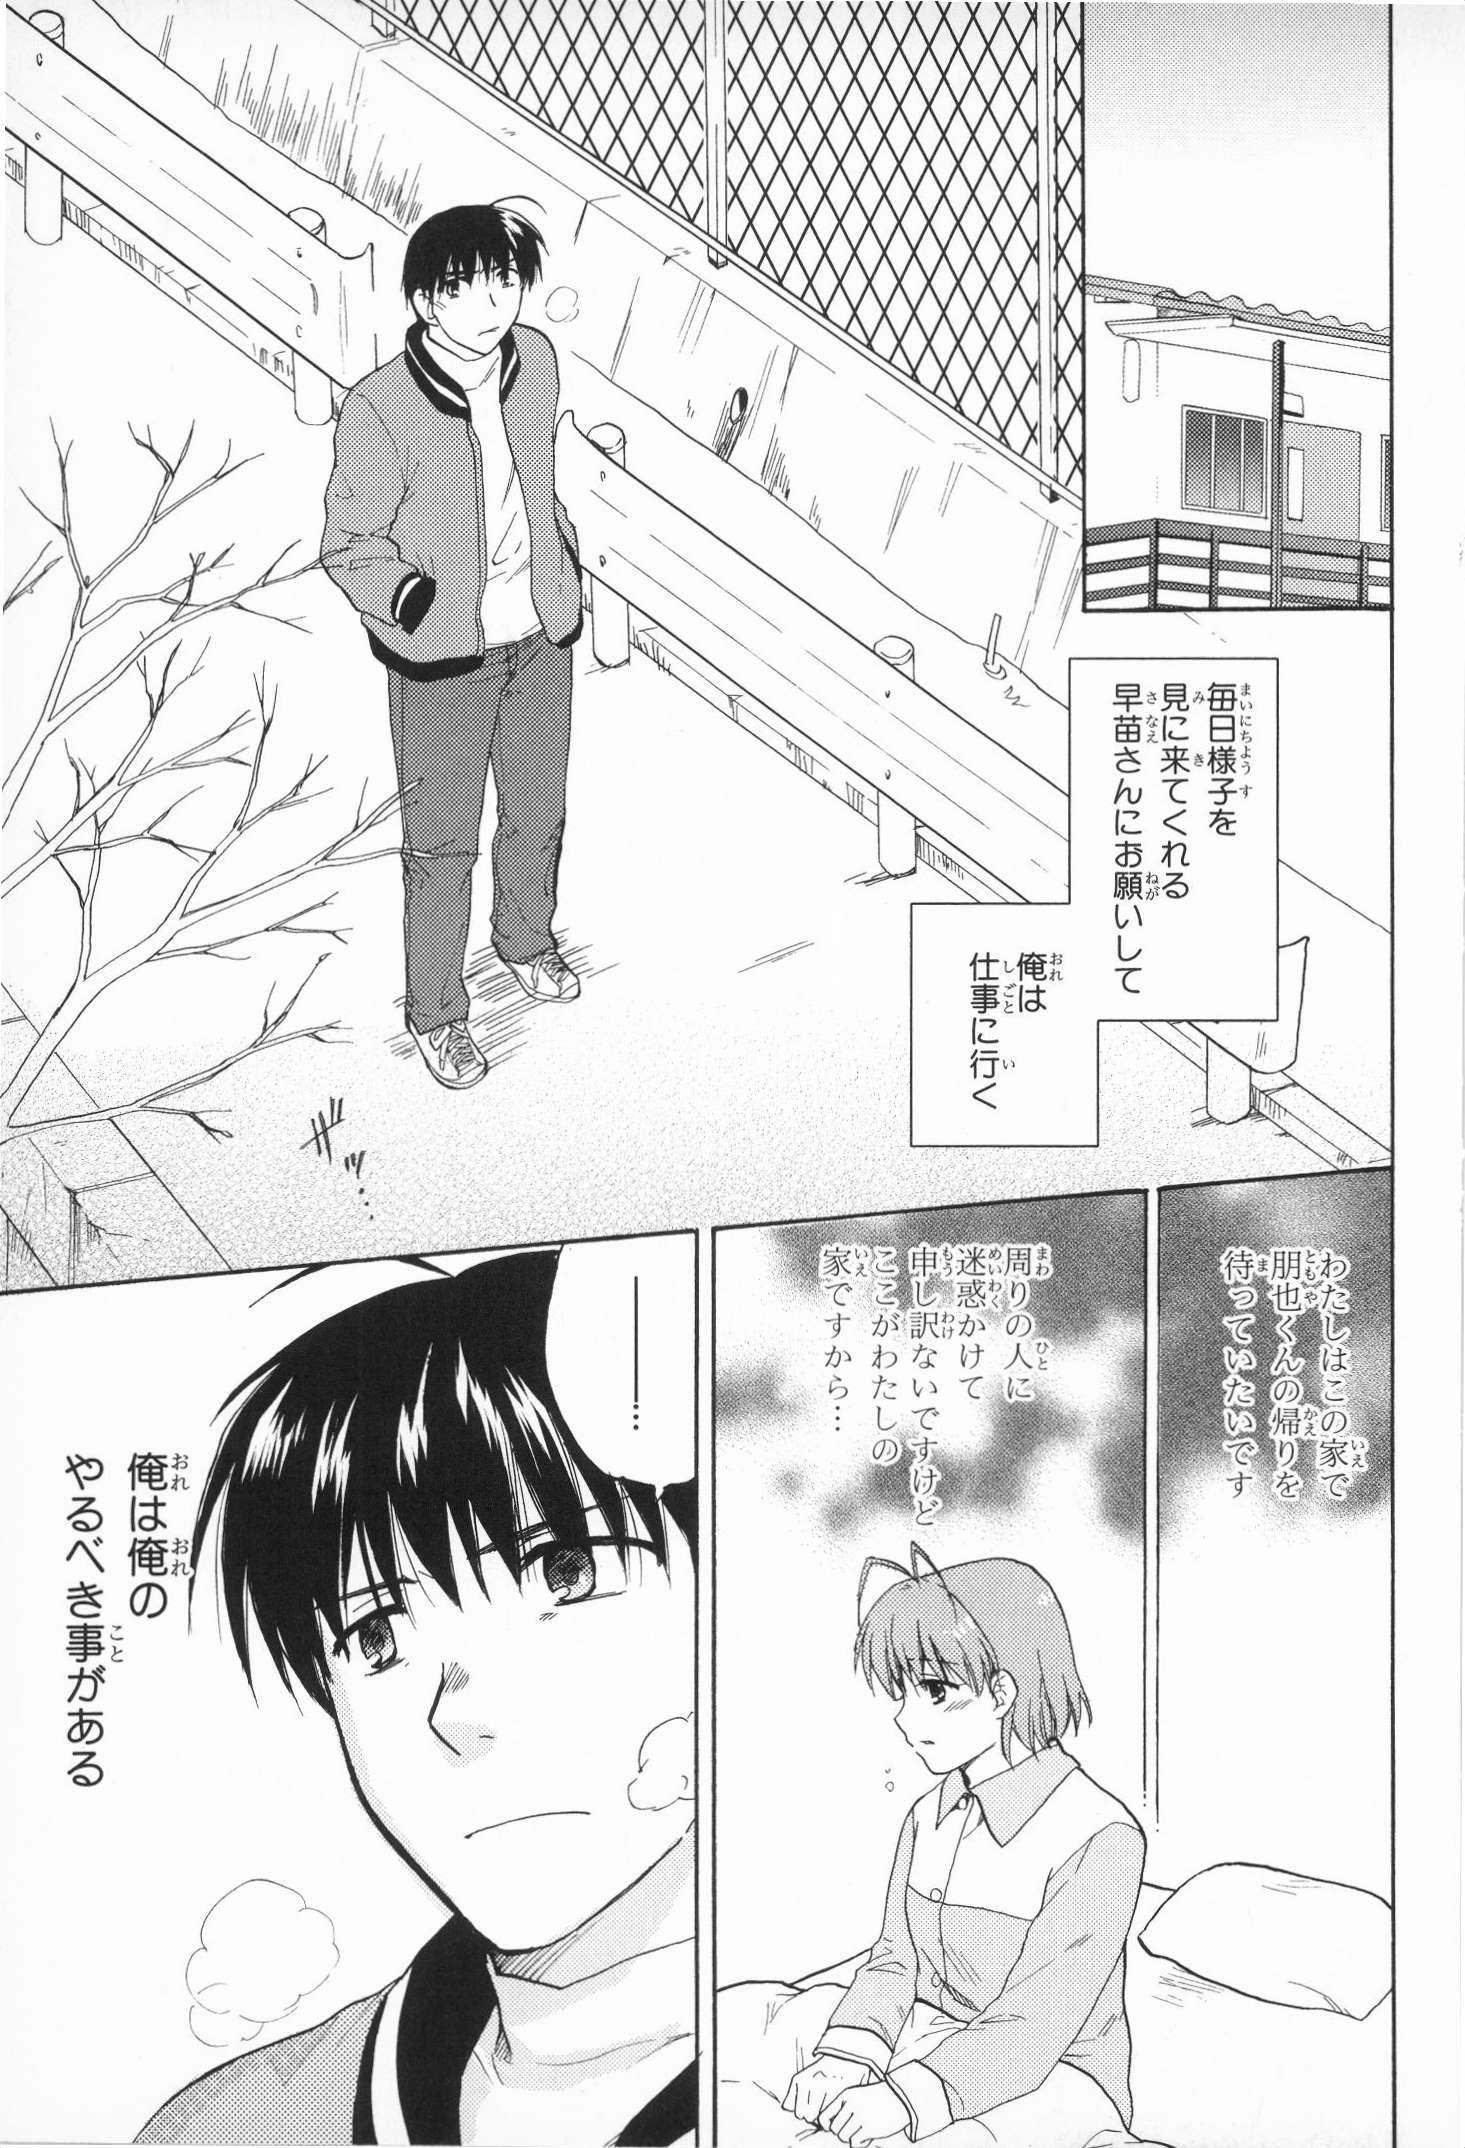 毎日様子を
見に来てくれる
早苗さんにお願いして
俺は
仕事に行く
ザッ…
わたしはこの家で
朋也くんの帰りを
待っていたいです
周りの人に
迷惑かけて
申し訳ないですけど
ここがわたしの
家ですから…
――…
俺は俺の
やるべき事がある